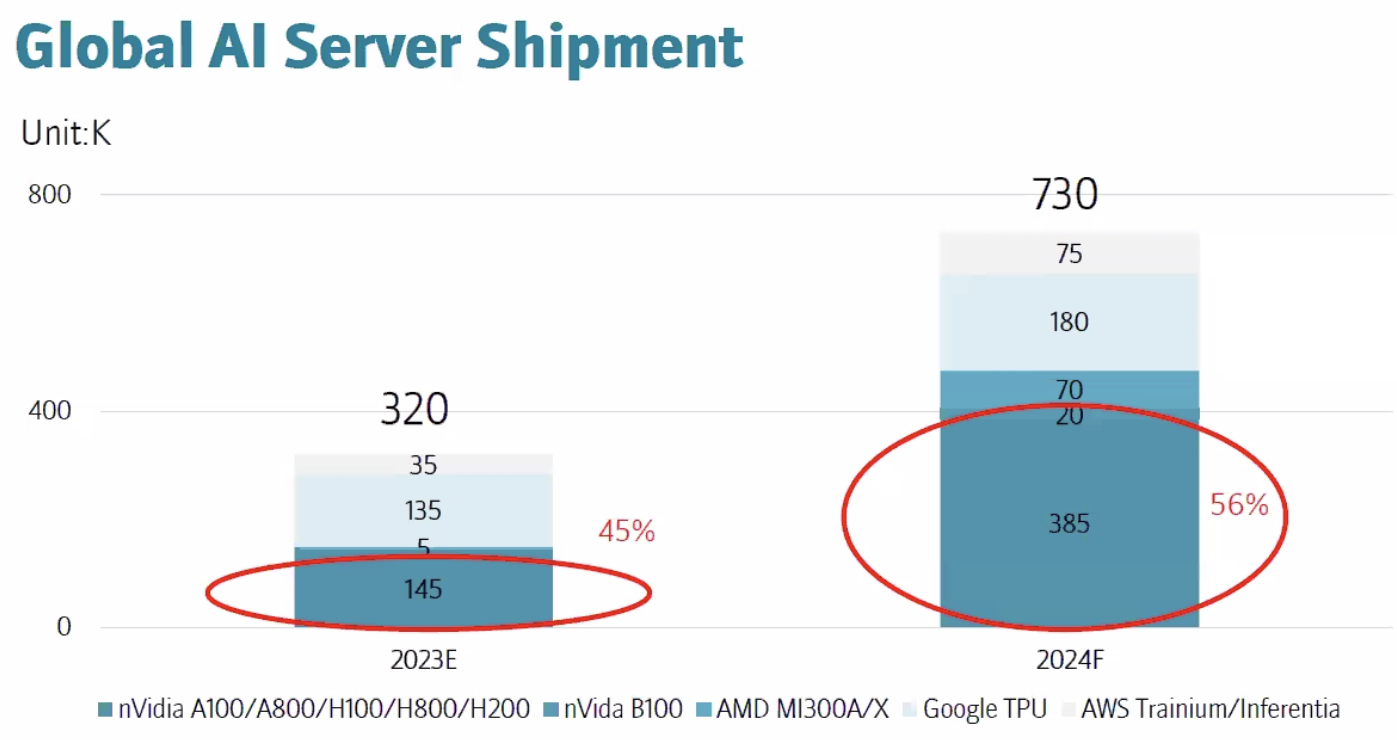 Global AI Server Shipment
Unit:K
800
730
75
180
70
400
20
320
35
135
56%
45%
385
5
145
0
2023E
2024F
nVidia A100/A800/H100/H800/H200
nVida B100
AMD MI300A/X
Google TPU
AWS Trainium/Inferentia